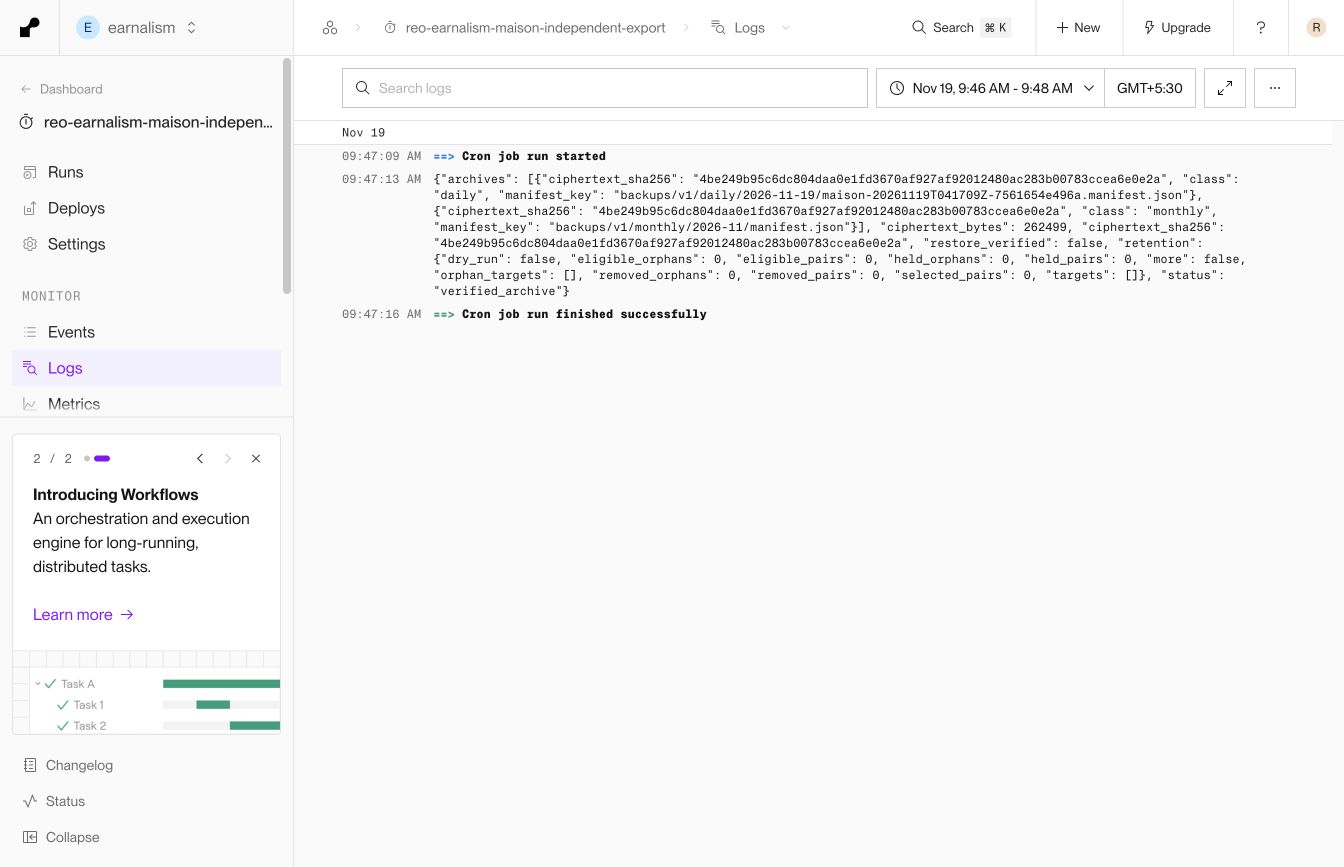 E earnalism
reo-earnalism-maison-independent-export
Logs
Search ⌘ K
+ New
Upgrade
?
R
← Dashboard
reo-earnalism-maison-indepen...
Runs
Deploys
Settings
MONITOR
Events
Logs
Metrics
2 / 2
Introducing Workflows
An orchestration and execution
engine for long-running,
distributed tasks.
Learn more →
Task A
Task 1
Task 2
Changelog
Status
Collapse
Search logs
Nov 19, 9:46 AM - 9:48 AM
GMT+5:30
...
Nov 19
09:47:09 AM ==> Cron job run started
09:47:13 AM {"archives": [{"ciphertext_sha256": "4be249b95c6dc804daa0e1fd3670af927af92012480ac283b00783ccea6e0e2a", "class":
"daily", "manifest_key": "backups/v1/daily/2026-11-19/maison-20261119T041709Z-7561654e496a.manifest.json"},
{"ciphertext_sha256": "4be249b95c6dc804daa0e1fd3670af927af92012480ac283b00783ccea6e0e2a", "class": "monthly",
"manifest_key": "backups/v1/monthly/2026-11/manifest.json"}], "ciphertext_bytes": 262499, "ciphertext_sha256":
"4be249b95c6dc804daa0e1fd3670af927af92012480ac283b00783ccea6e0e2a", "restore_verified": false, "retention":
{"dry_run": false, "eligible_orphans": 0, "eligible_pairs": 0, "held_orphans": 0, "held_pairs": 0, "more": false,
"orphan_targets": [], "removed_orphans": 0, "removed_pairs": 0, "selected_pairs": 0, "targets": []}, "status":
"verified_archive"}
09:47:16 AM ==> Cron job run finished successfully